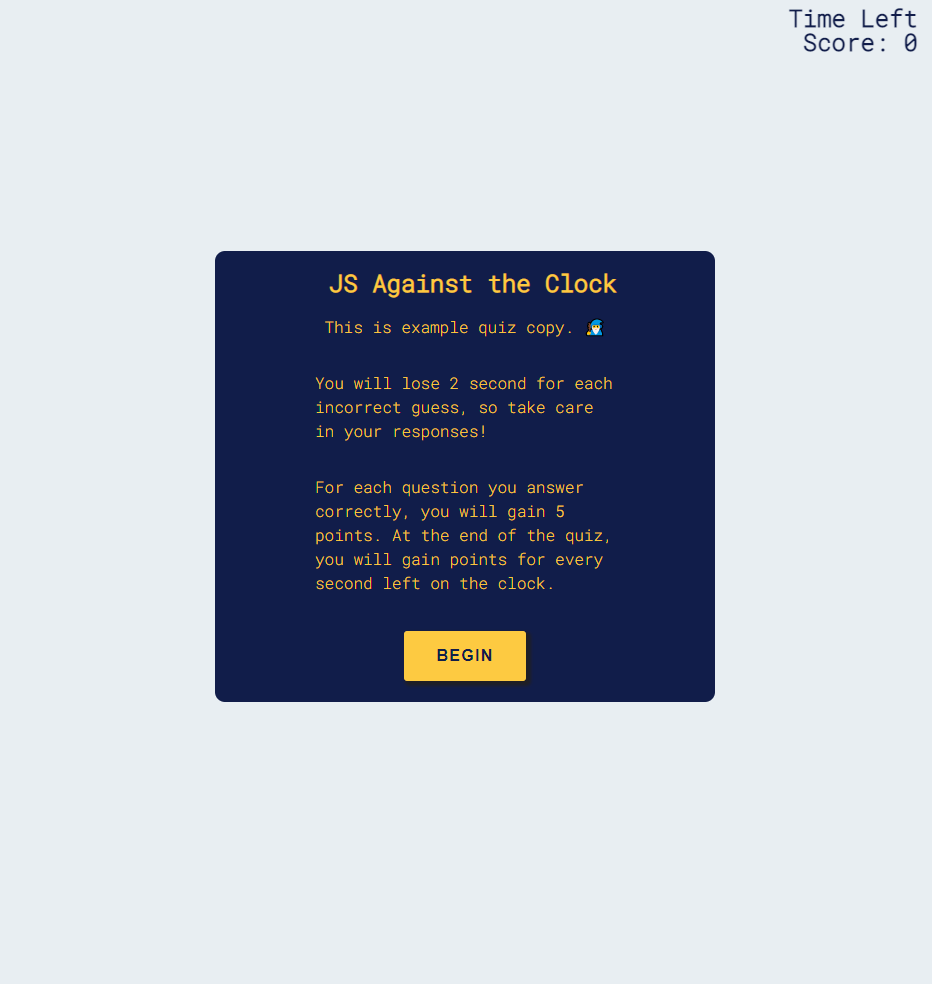 Time Left
Score: 0
JS Against the Clock
This is example quiz copy. 
You will lose 2 second for each
incorrect guess, so take care
in your responses!
For each question you answer
correctly, you will gain 5
points. At the end of the quiz,
you will gain points for every
second left on the clock.
BEGIN